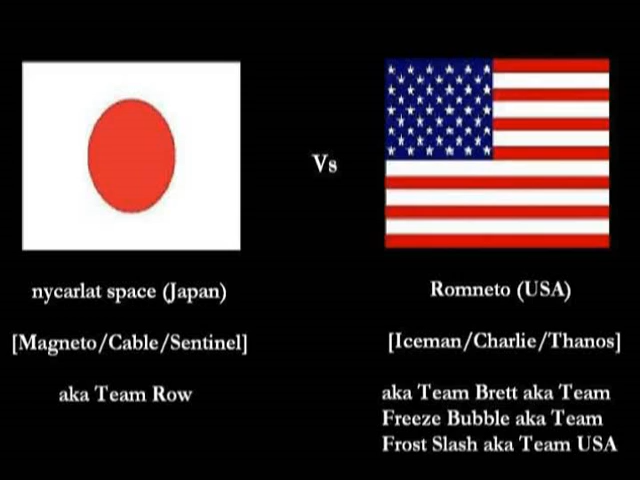 Vs
nycarlat space (Japan)
[Magneto/Cable/Sentinel]
aka Team Row
Romneto (USA)
[Iceman/Charlie/Thanos]
aka Team Brett aka Team
Freeze Bubble aka Team
Frost Slash aka Team USA